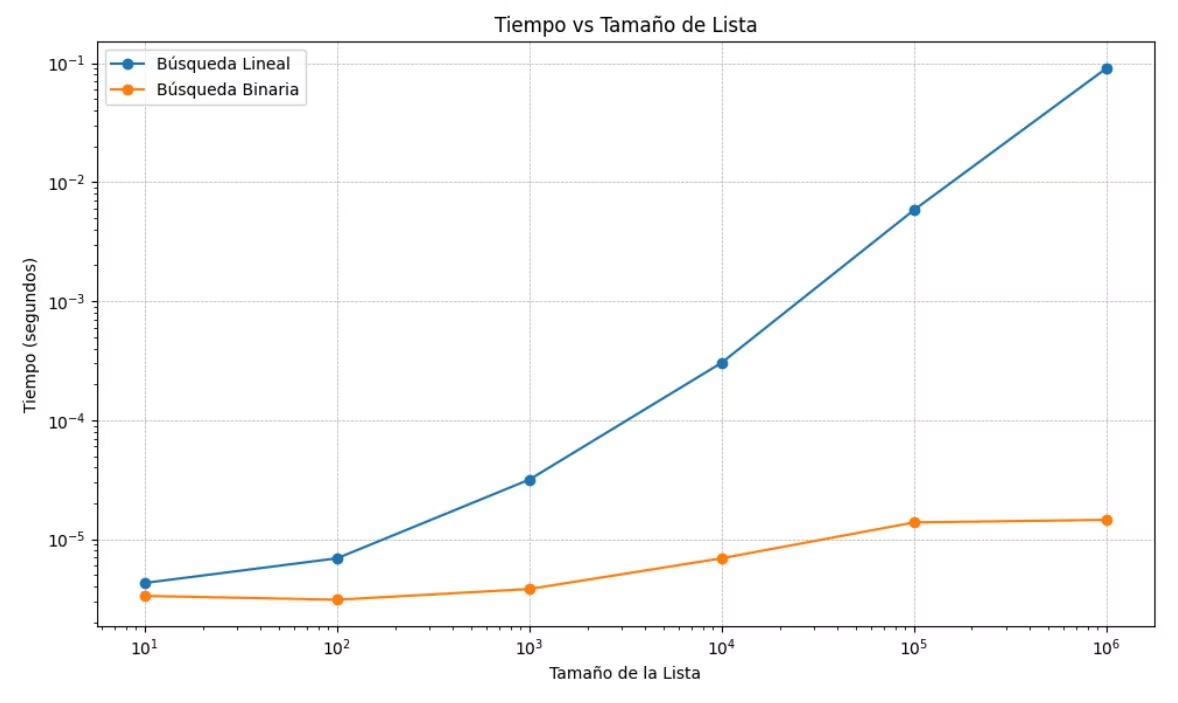 Tiempo vs Tamaño de Lista
Búsqueda Lineal
Búsqueda Binaria
Tiempo (segundos)
10⁻¹
10⁻²
10⁻³
10⁻⁴
10⁻⁵
10¹ 10² 10³ 10⁴ 10⁵ 10⁶
Tamaño de la Lista